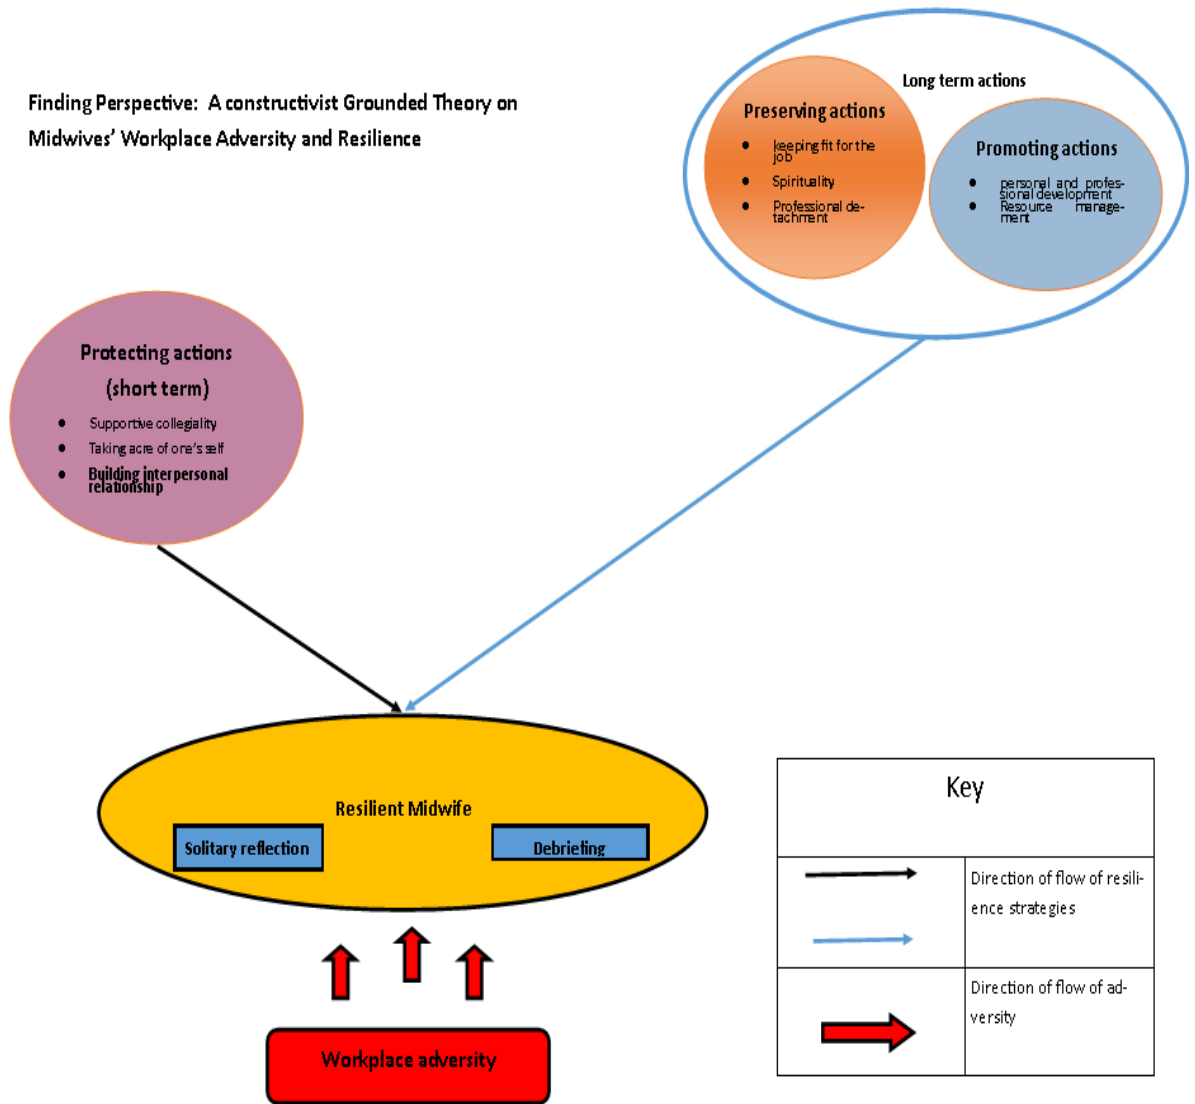 Finding Perspective: A constructivist Grounded Theory on
Midwives' Workplace Adversity and Resilience
Long term actions
Preserving actions
● keeping fit for the
job
● Spirituality
● Professional de-
tachment
Promoting actions
● personal and profes-
sional development
● Resource manage-
ment
Protecting actions
(short term)
● Supportive collegiality
● Taking acre of one's self
● Building interpersonal
relationship
Resilient Midwife
Solitary reflection
Debriefing
Workplace adversity
Key
Direction of flow of resili-
ence strategies
Direction of flow of ad-
versity